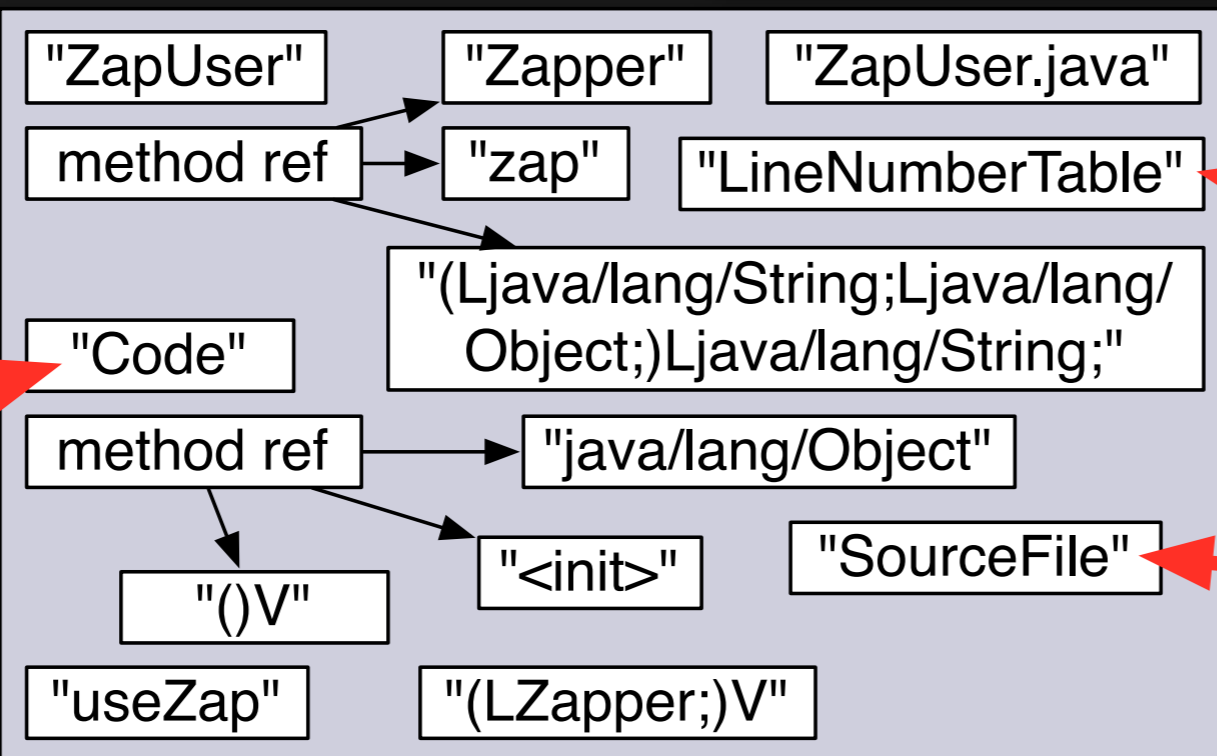 "ZapUser"
"Zapper"
"ZapUser.java"
method ref
"zap"
"LineNumberTable"
"(Ljava/lang/String;Ljava/lang/
Object;)Ljava/lang/String;"
"Code"
method ref
"java/lang/Object"
"<init>"
"SourceFile"
"()V"
"useZap"
"(LZapper;)V"